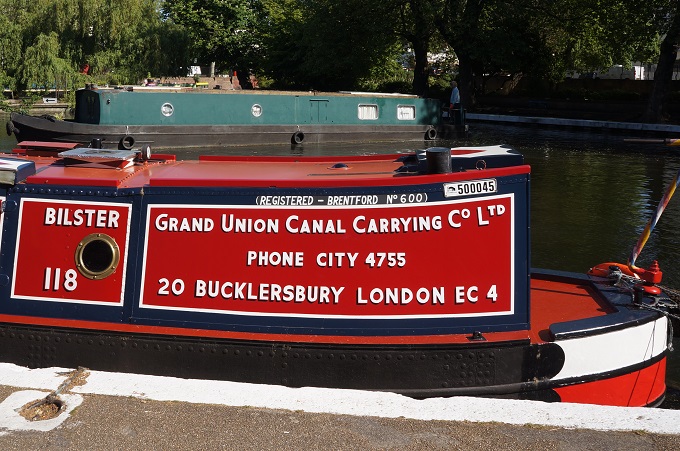 (REGISTERED - BRENTFORD Nº 600)
500045
BILSTER
118
GRAND UNION CANAL CARRYING Cº LTD
PHONE CITY 4755
20 BUCKLERSBURY LONDON EC 4